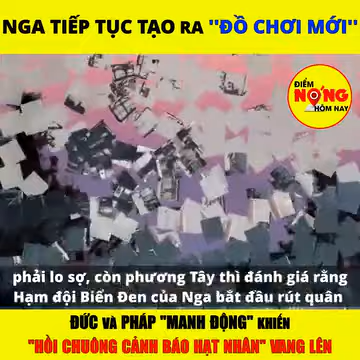 NGA TIẾP TỤC TẠO RA "ĐỒ CHƠI MỚI"
ĐIỂM
NÓNG
HÔM NAY
phải lo sợ, còn phương Tây thì đánh giá rằng
Hạm đội Biển Đen của Nga bắt đầu rút quân
ĐỨC VÀ PHÁP "MANH ĐỘNG" KHIẾN
"HỒI CHUÔNG CẢNH BÁO HẠT NHÂN" VANG LÊN